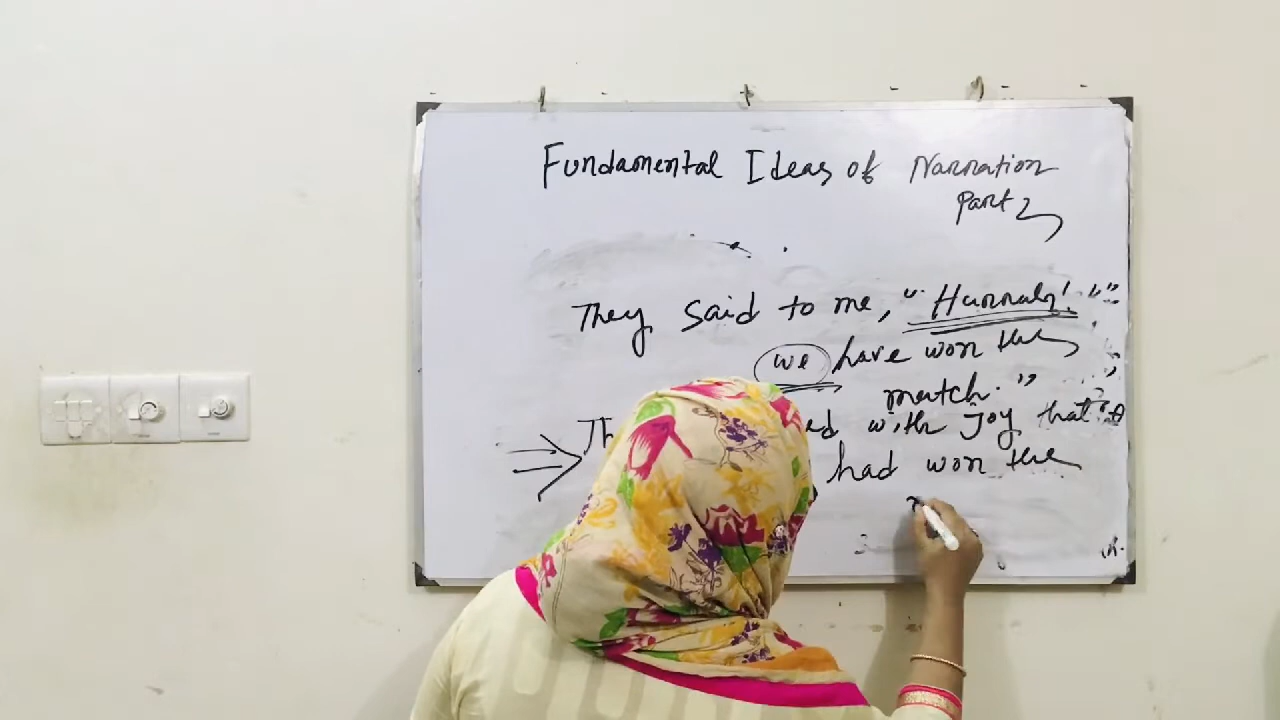 Fundamental Ideas of Narration
Part 2
They said to me, "Hurrah! "
we have won the
match."
with Joy that
had won the